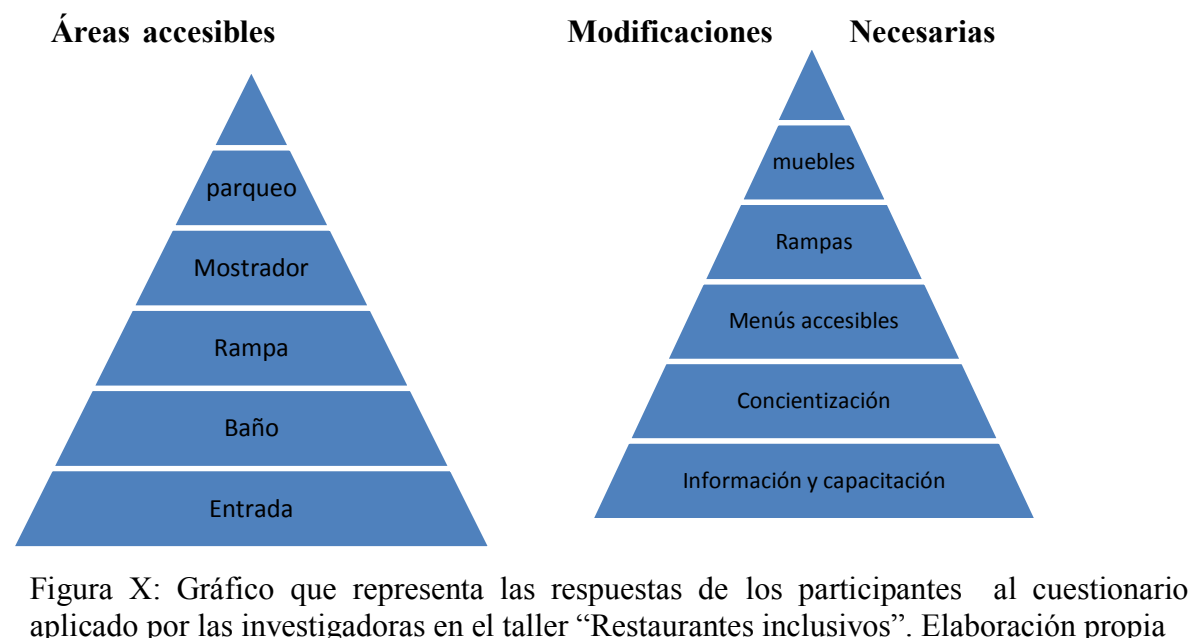 Áreas accesibles
parqueo
Mostrador
Rampa
Baño
Entrada
Modificaciones Necesarias
muebles
Rampas
Menús accesibles
Concientización
Información y capacitación
Figura X: Gráfico que representa las respuestas de los participantes al cuestionario
aplicado por las investigadoras en el taller “Restaurantes inclusivos”. Elaboración propia